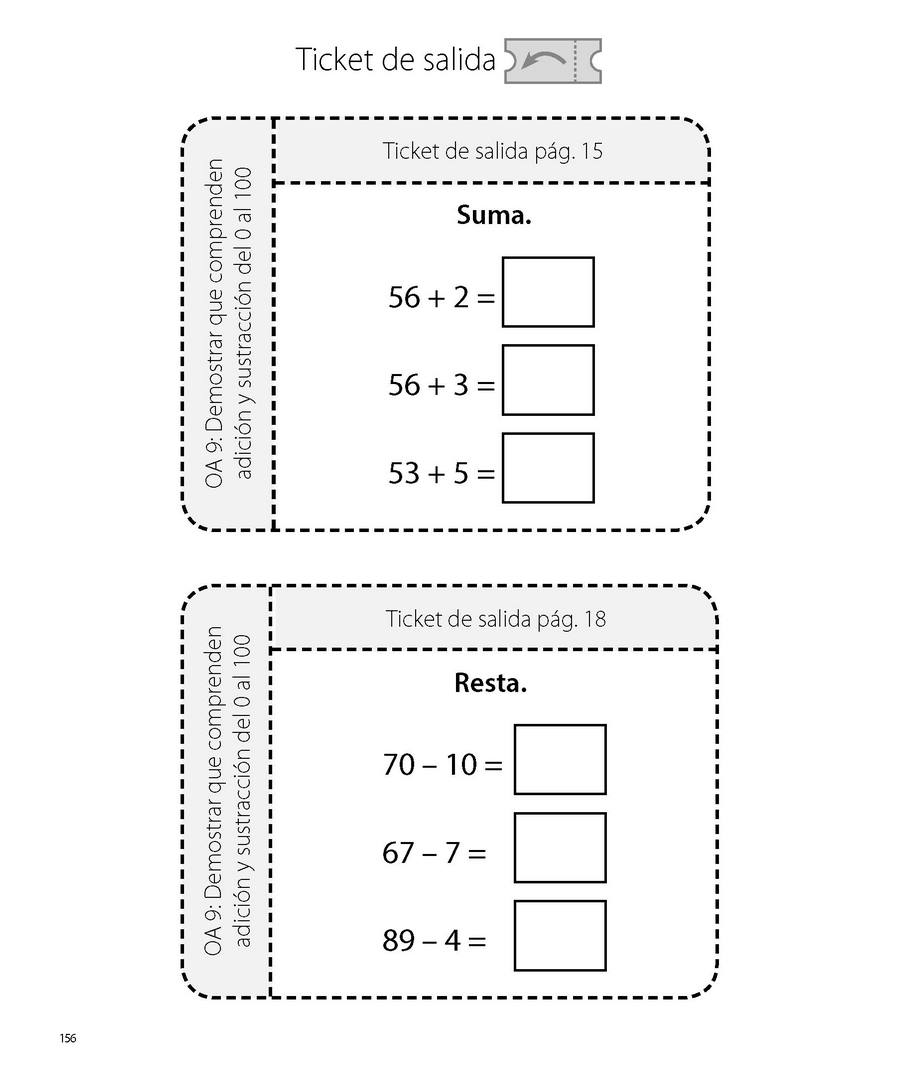 Ticket de salida
OA 9: Demostrar que comprenden
adición y sustracción del 0 al 100
Ticket de salida pág. 15
Suma.
56 + 2 =
56 + 3 =
53 + 5 =
OA 9: Demostrar que comprenden
adición y sustracción del 0 al 100
Ticket de salida pág. 18
Resta.
70 – 10 =
67 – 7 =
89 – 4 =
156